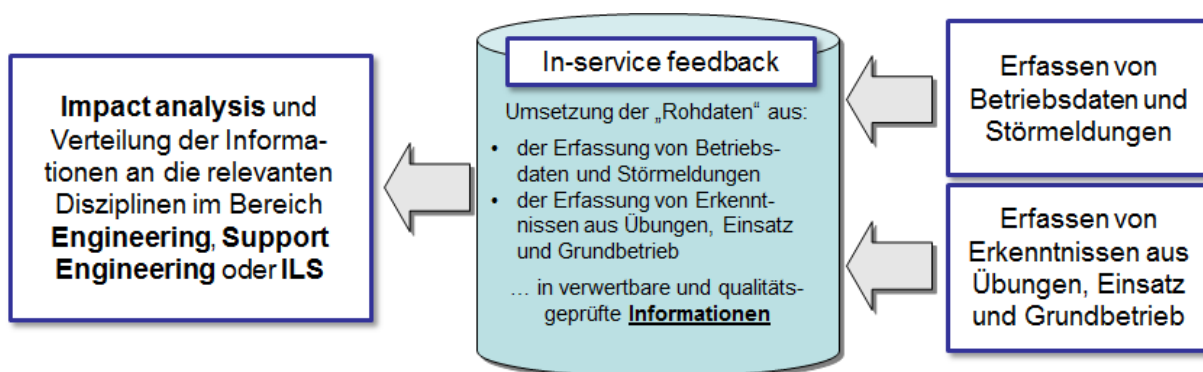 Impact analysis und
Verteilung der Informa-
tionen an die relevanten
Disziplinen im Bereich
Engineering, Support
Engineering oder ILS
In-service feedback
Umsetzung der „Rohdaten“ aus:
• der Erfassung von Betriebs-
daten und Störmeldungen
• der Erfassung von Erkennt-
nissen aus Übungen, Einsatz
und Grundbetrieb
… in verwertbare und qualitäts-
geprüfte Informationen
Erfassen von
Betriebsdaten und
Störmeldungen
Erfassen von
Erkenntnissen aus
Übungen, Einsatz
und Grundbetrieb